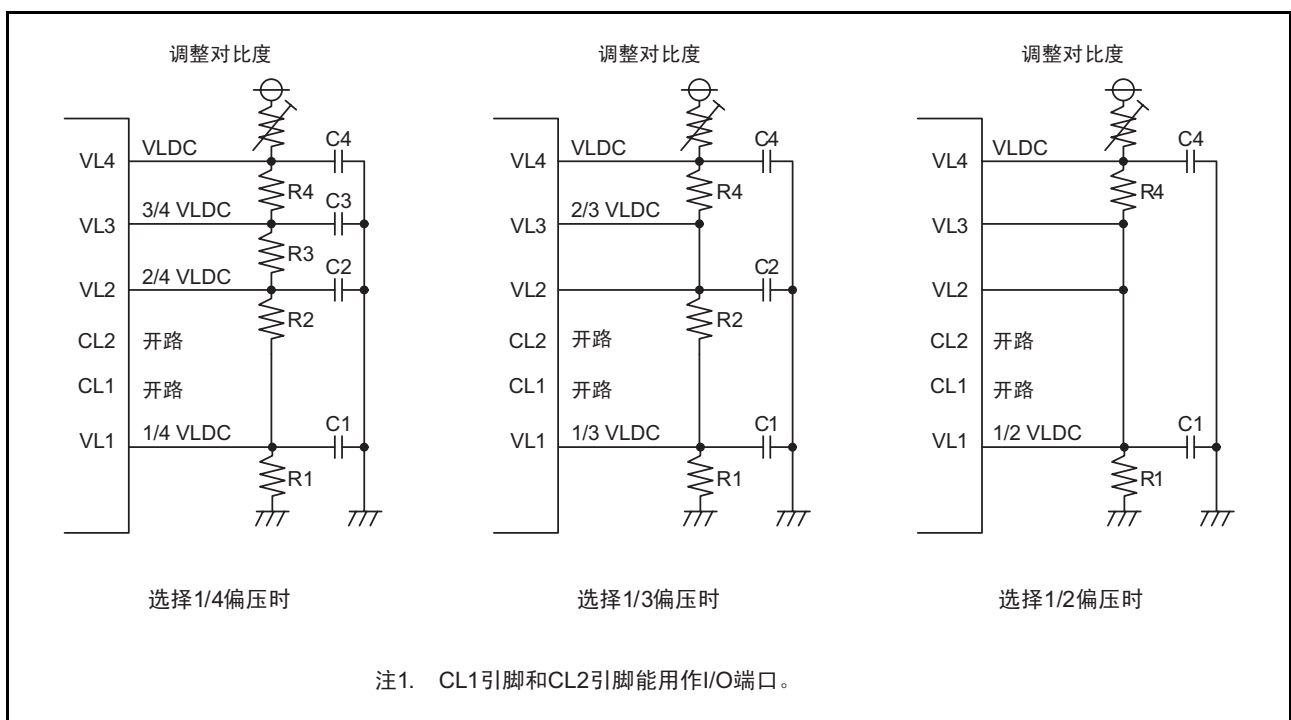 调整对比度
VL4
VLDC
C4
R4
VL3
3/4 VLDC
C3
R3
VL2
2/4 VLDC
C2
R2
CL2
开路
CL1
开路
VL1
1/4 VLDC
C1
R1
选择1/4偏压时
调整对比度
VL4
VLDC
C4
R4
VL3
2/3 VLDC
VL2
C2
R2
CL2
开路
CL1
开路
VL1
1/3 VLDC
C1
R1
选择1/3偏压时
调整对比度
VL4
VLDC
C4
R4
VL3
VL2
CL2
开路
CL1
开路
VL1
1/2 VLDC
C1
R1
选择1/2偏压时
注1. CL1引脚和CL2引脚能用作I/O端口。